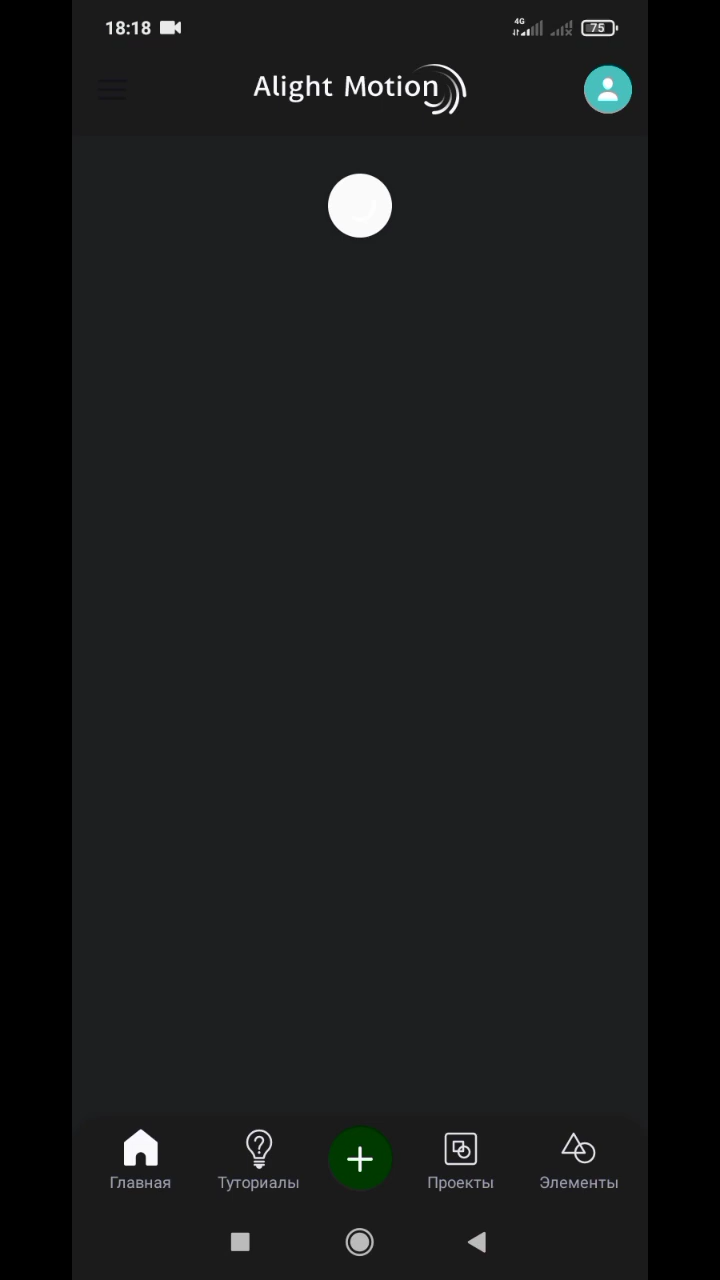 18:18
4G
75
Alight Motion
Главная
Туториалы
Проекты
Элементы